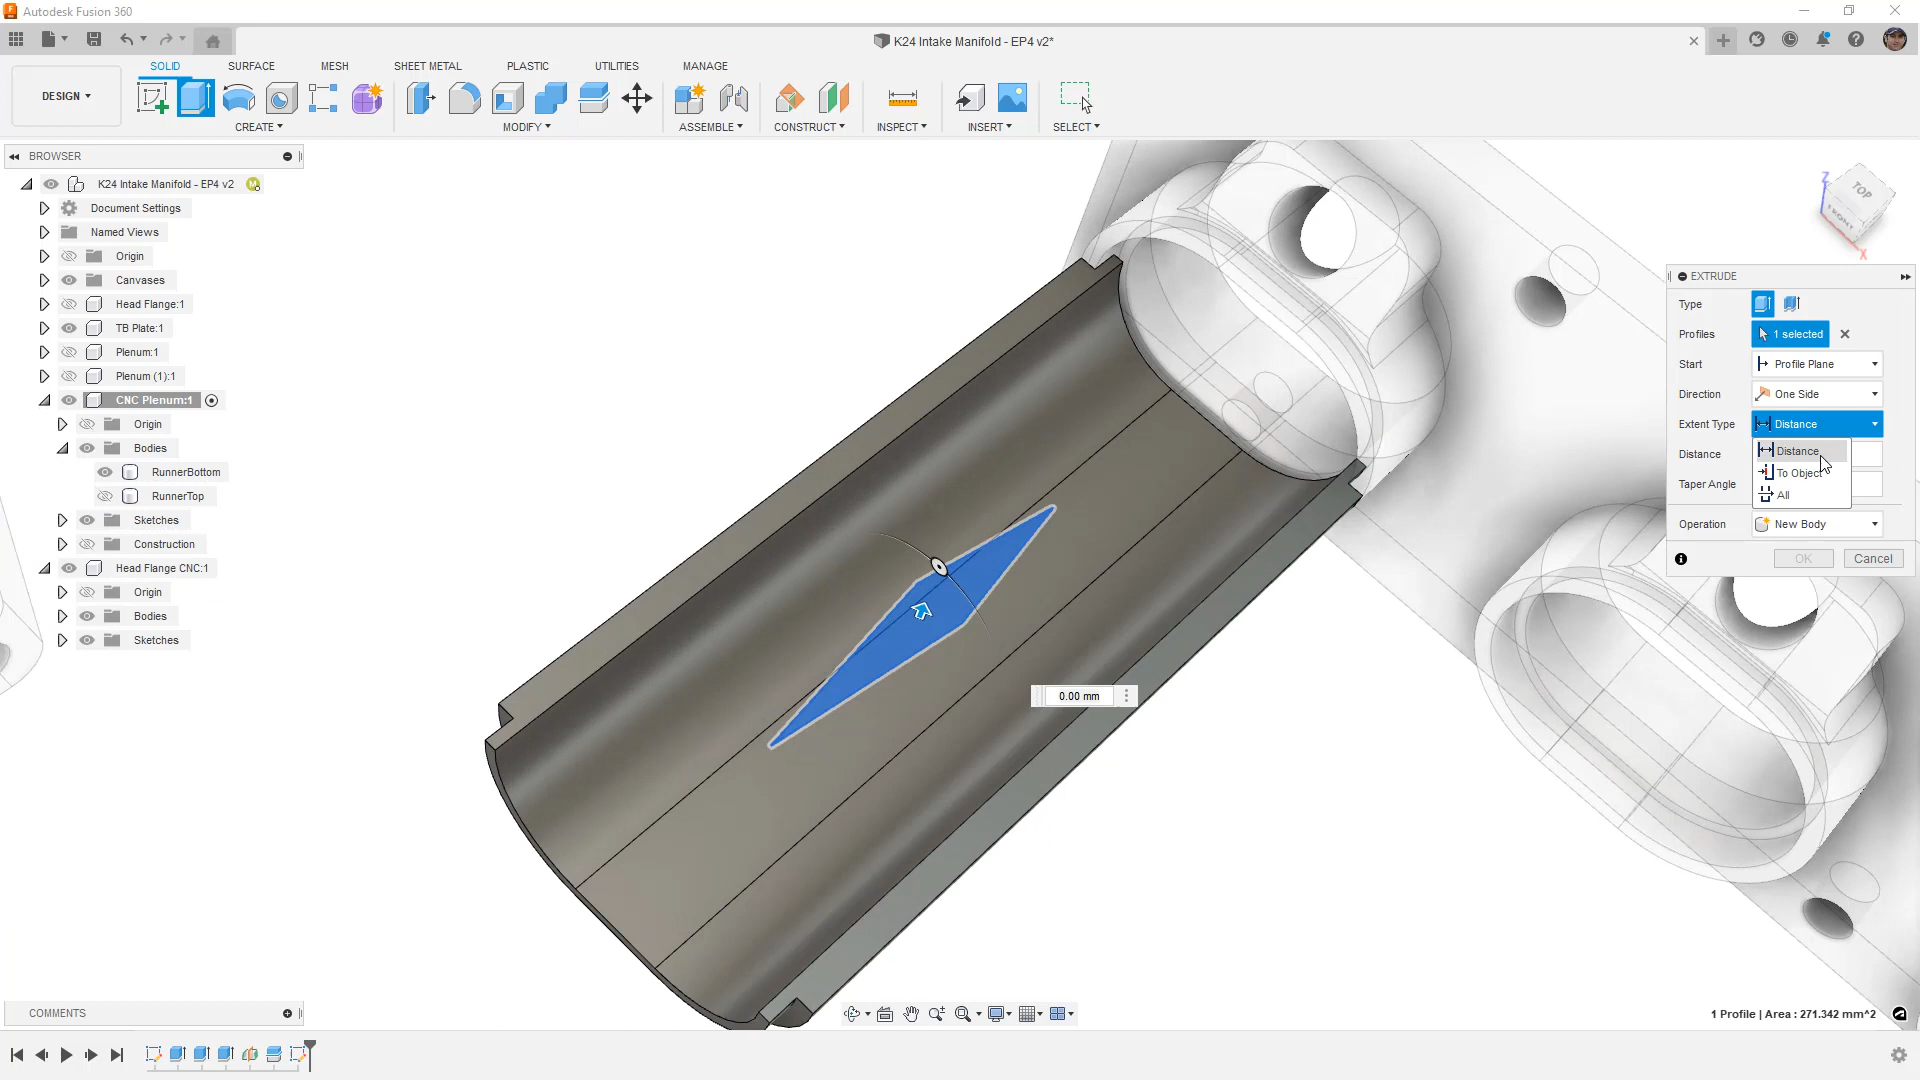 Autodesk Fusion 360
K24 Intake Manifold - EP4 v2*
DESIGN
SOLID SURFACE MESH SHEET METAL PLASTIC UTILITIES MANAGE
CREATE MODIFY ASSEMBLE CONSTRUCT INSPECT INSERT SELECT
BROWSER
K24 Intake Manifold - EP4 v2
M
Document Settings
Named Views
Origin
Canvases
Head Flange:1
TB Plate:1
Plenum:1
Plenum (1):1
CNC Plenum:1
Origin
Bodies
RunnerBottom
RunnerTop
Sketches
Construction
Head Flange CNC:1
Origin
Bodies
Sketches
0.00 mm
Z
TOP
FRONT
X
EXTRUDE
Type
Profiles 1 selected
Start Profile Plane
Direction One Side
Extent Type Distance
Distance
Distance
To Object
Taper Angle
All
Operation New Body
OK Cancel
COMMENTS
1 Profile | Area : 271.342 mm^2